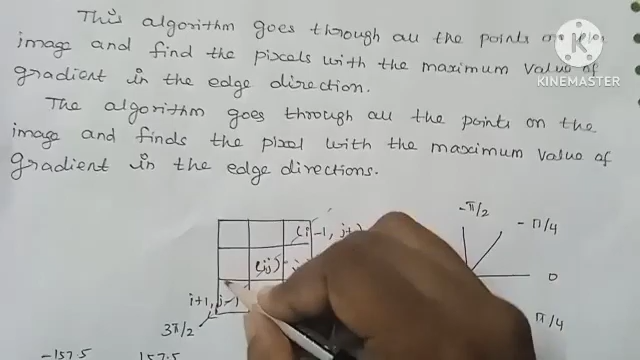 This algorithm goes through all the points on
image and find the pixels with the maximum value of
gradient in the edge direction.
The algorithm goes through all the points on the
image and finds the pixel with the maximum value of
gradient in the edge directions.
KINEMASTER
(i-1, j+1)
(i,j)
i+1, j-1
3π/2
-π/2
-π/4
0
π/4
-157.5
157.5